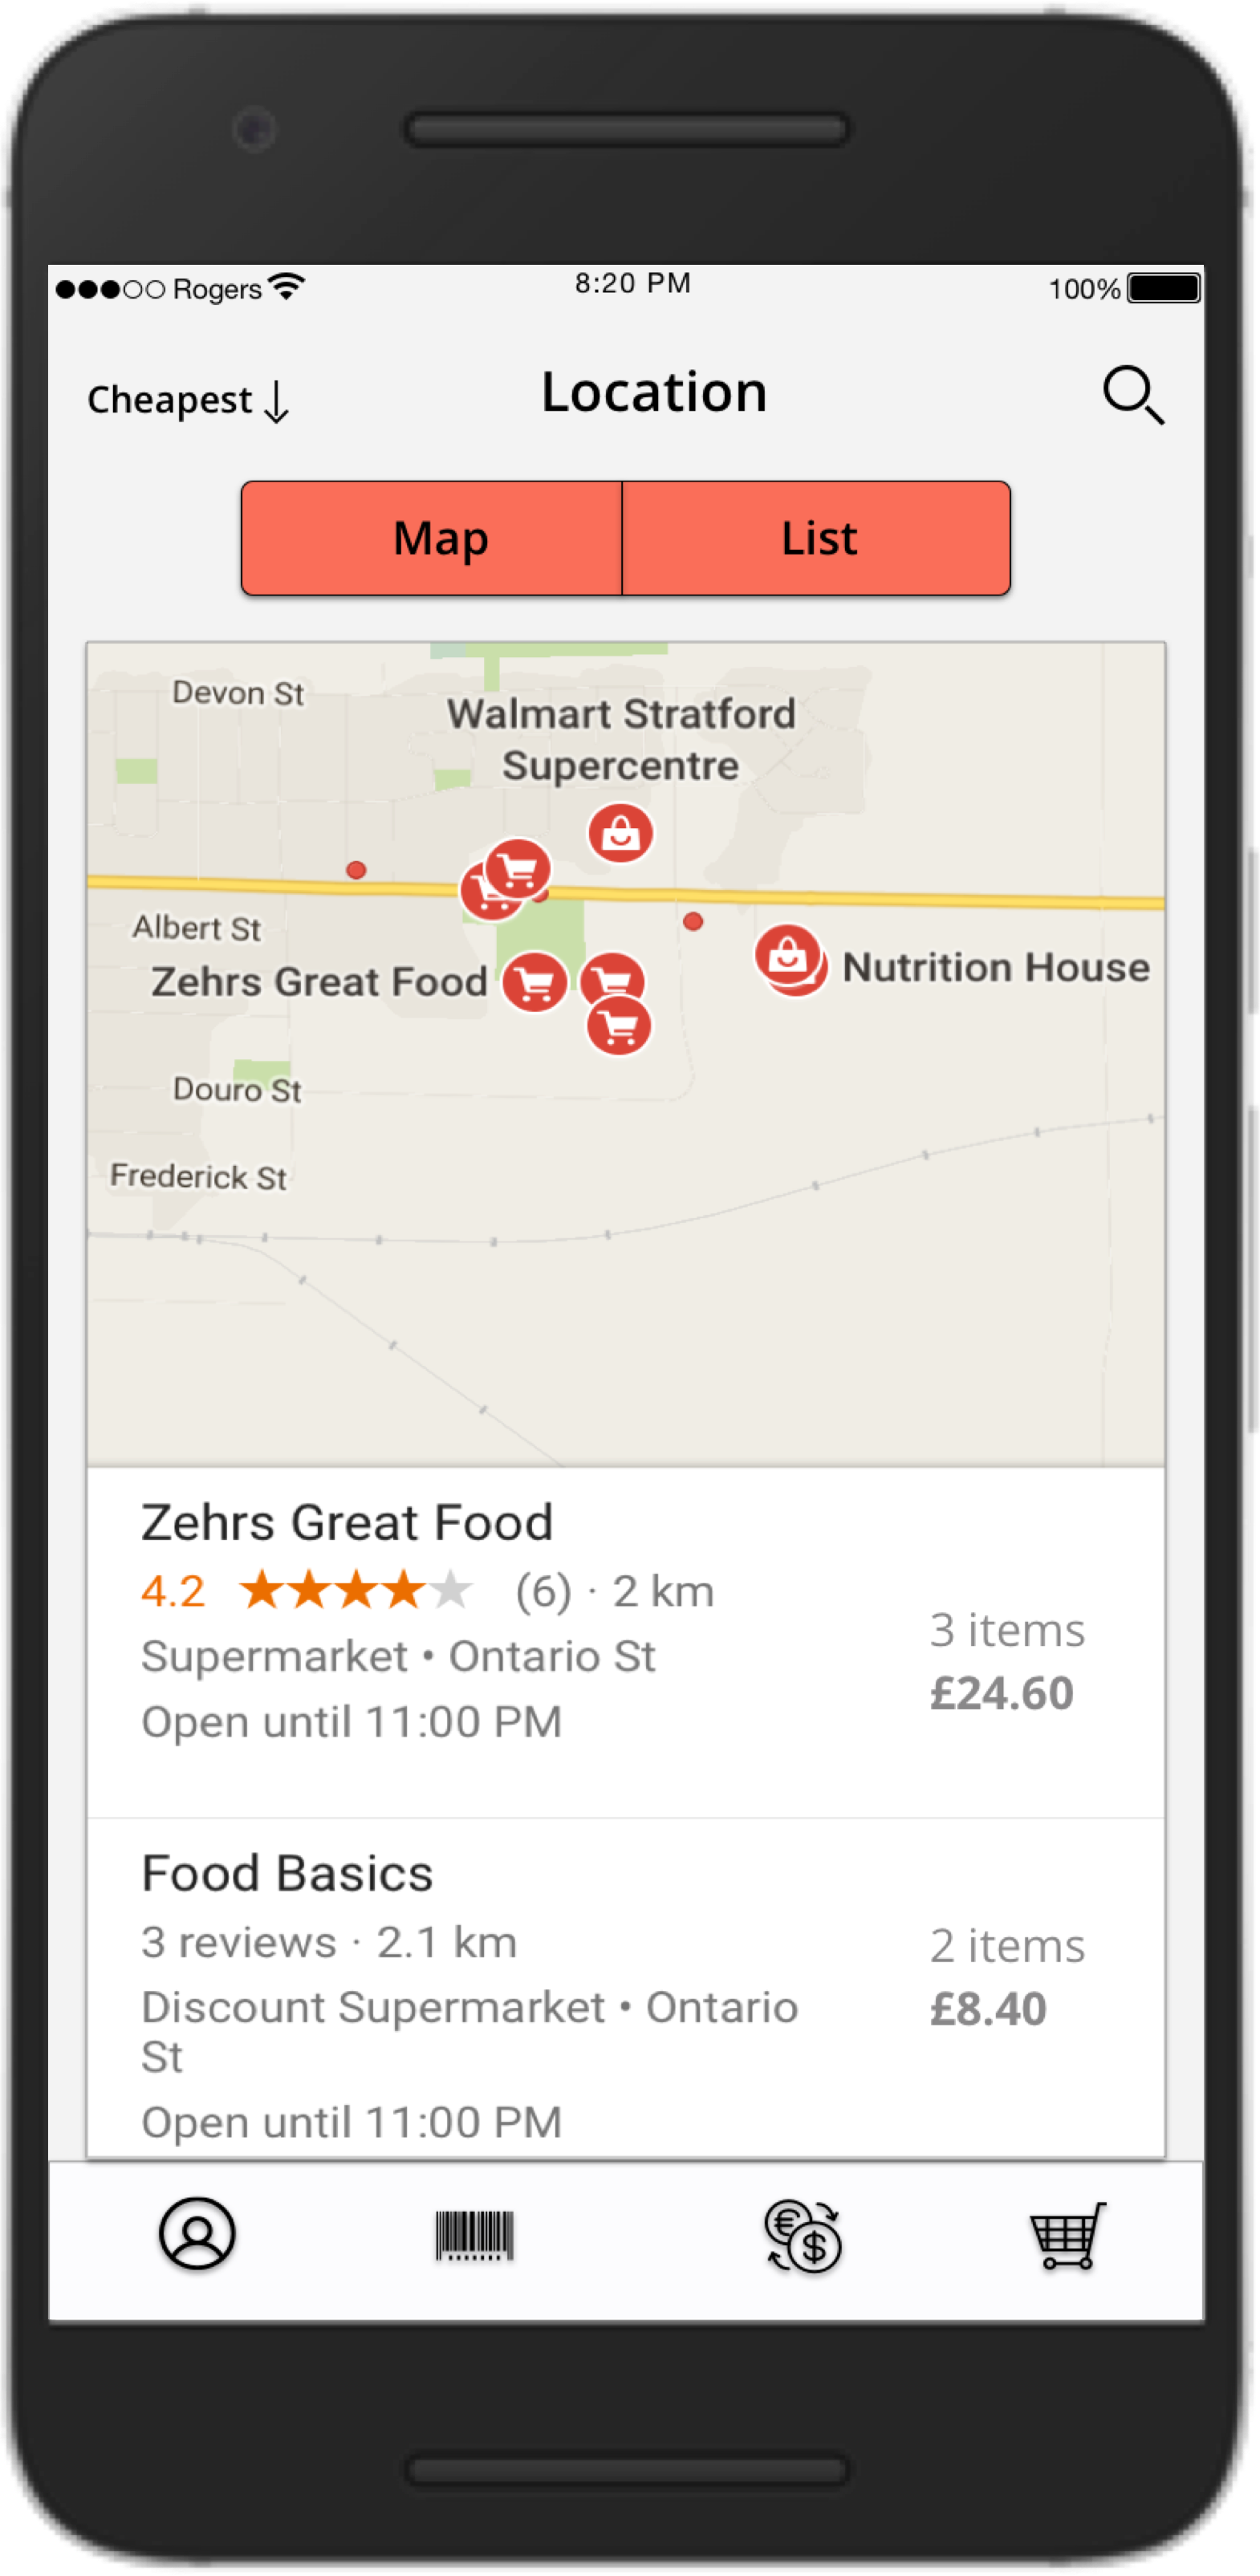 Rogers 8:20 PM 100%
Cheapest ↓ Location
Map List
Devon St
Walmart Stratford
Supercentre
Albert St
Zehrs Great Food
Nutrition House
Douro St
Frederick St
Zehrs Great Food
4.2 ★★★★★ (6) · 2 km
3 items
Supermarket • Ontario St
£24.60
Open until 11:00 PM
Food Basics
3 reviews · 2.1 km
2 items
Discount Supermarket • Ontario
£8.40
St
Open until 11:00 PM
€
$